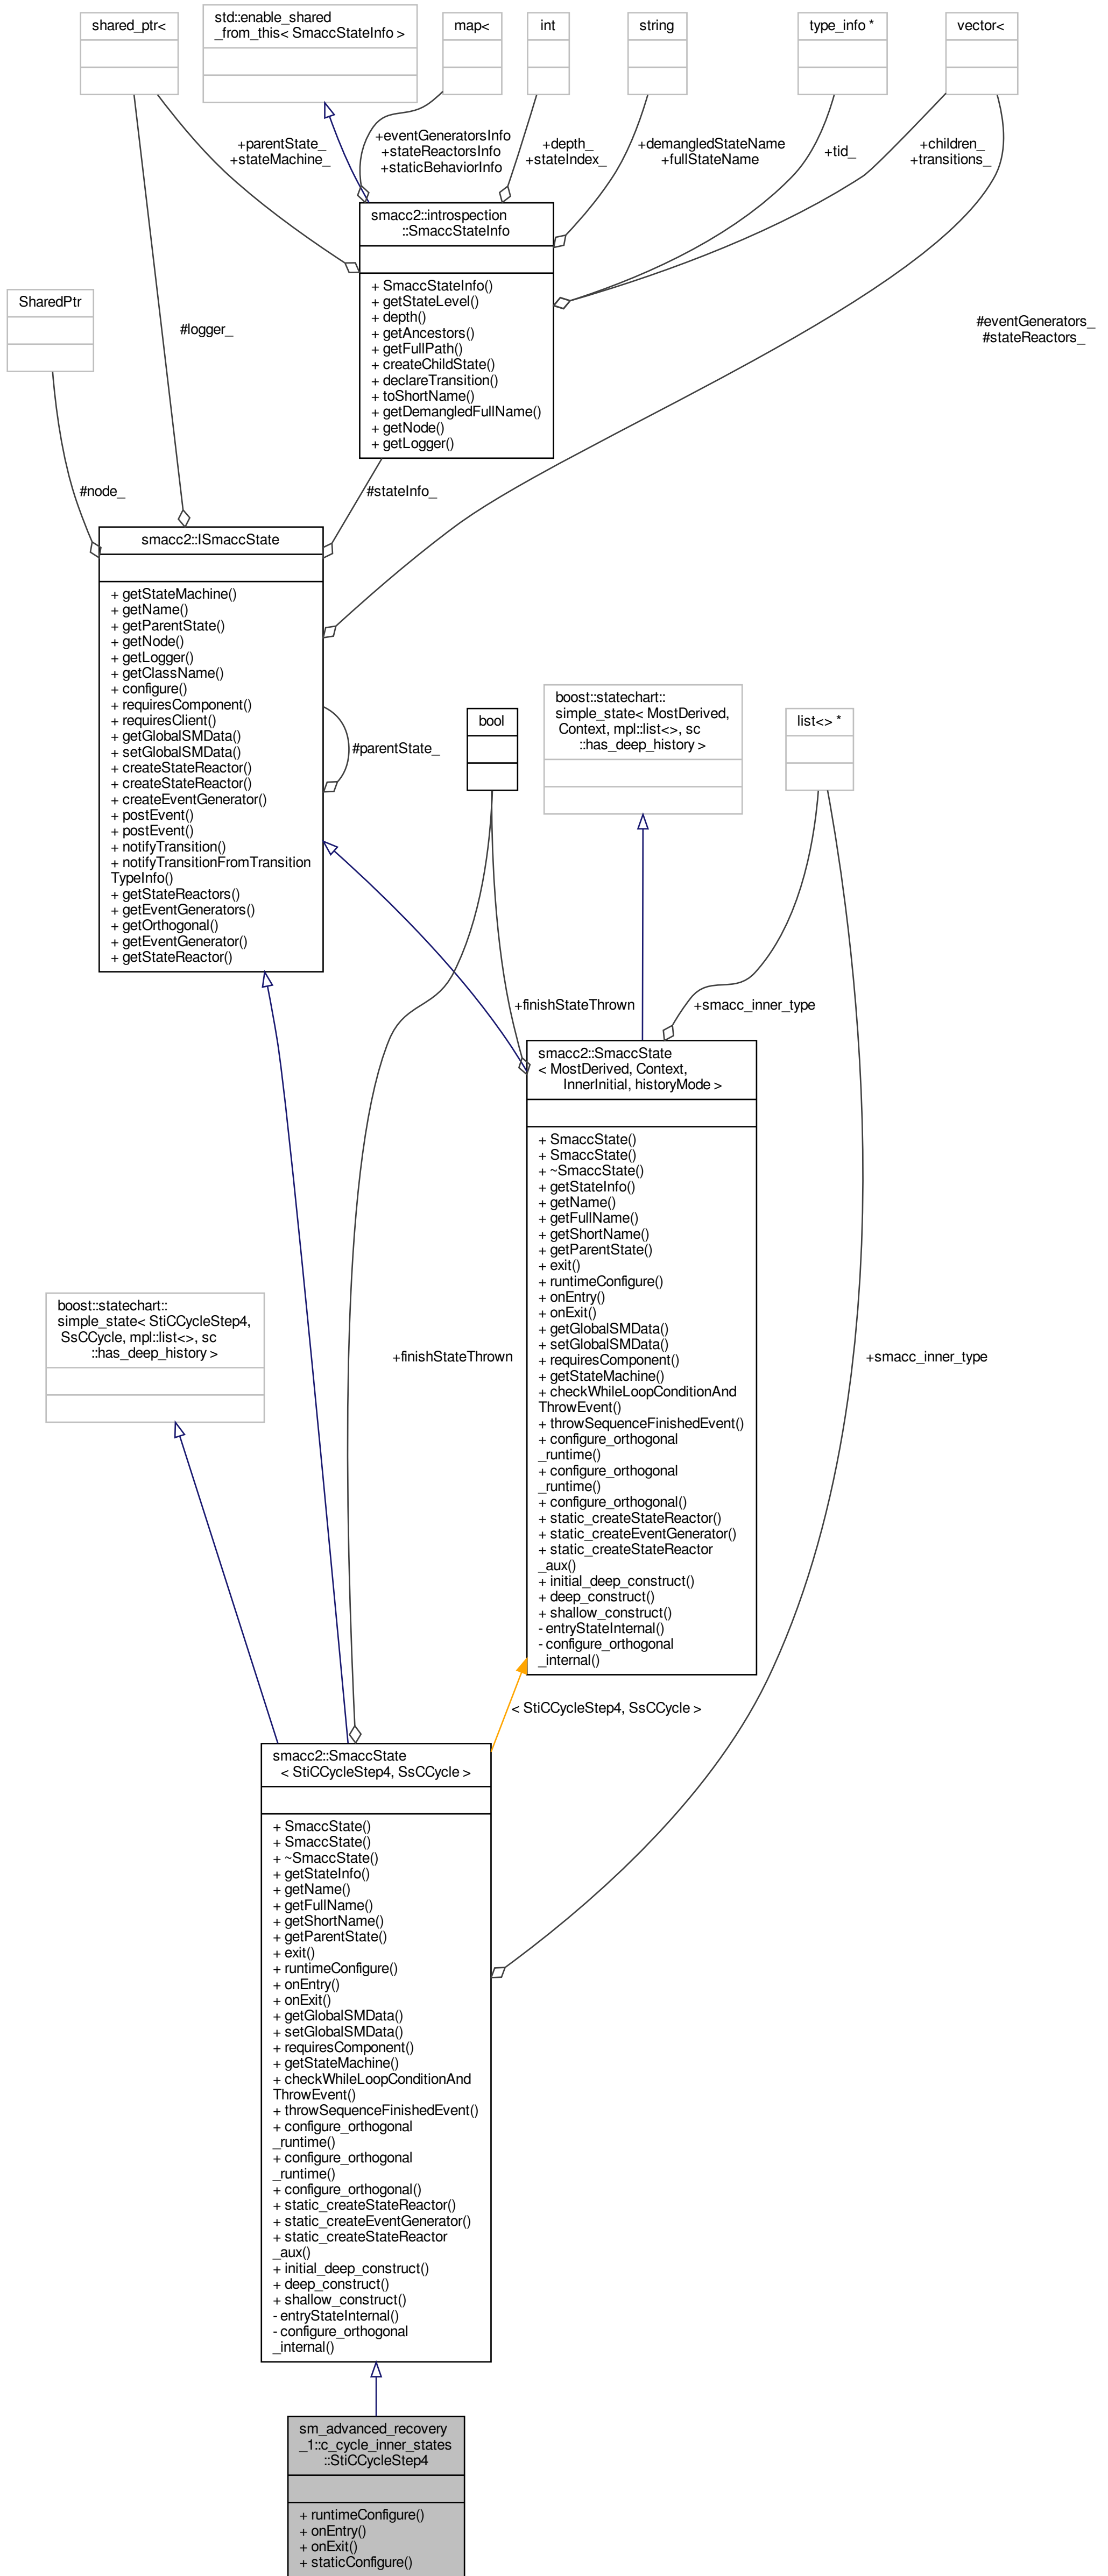 shared_ptr<
std::enable_shared
_from_this< SmaccStateInfo >
map<
int
string
type_info *
vector<
+parentState_
+stateMachine_
+eventGeneratorsInfo
+stateReactorsInfo
+staticBehaviorInfo
+depth_
+stateIndex_
+demangledStateName
+fullStateName
+tid_
+children_
+transitions_
smacc2::introspection
::SmaccStateInfo
+ SmaccStateInfo()
+ getStateLevel()
+ depth()
+ getAncestors()
+ getFullPath()
+ createChildState()
+ declareTransition()
+ toShortName()
+ getDemangledFullName()
+ getNode()
+ getLogger()
SharedPtr
#logger_
#eventGenerators_
#stateReactors_
#node_
#stateInfo_
smacc2::ISmaccState
+ getStateMachine()
+ getName()
+ getParentState()
+ getNode()
+ getLogger()
+ getClassName()
+ configure()
+ requiresComponent()
+ requiresClient()
+ getGlobalSMData()
+ setGlobalSMData()
+ createStateReactor()
+ createStateReactor()
+ createEventGenerator()
+ postEvent()
+ postEvent()
+ notifyTransition()
+ notifyTransitionFromTransition
TypeInfo()
+ getStateReactors()
+ getEventGenerators()
+ getOrthogonal()
+ getEventGenerator()
+ getStateReactor()
#parentState_
bool
boost::statechart::
simple_state< MostDerived,
Context, mpl::list<>, sc
::has_deep_history >
list<> *
+finishStateThrown
+smacc_inner_type
smacc2::SmaccState
< MostDerived, Context,
InnerInitial, historyMode >
+ SmaccState()
+ SmaccState()
+ ~SmaccState()
+ getStateInfo()
+ getName()
+ getFullName()
+ getShortName()
+ getParentState()
+ exit()
+ runtimeConfigure()
+ onEntry()
+ onExit()
+ getGlobalSMData()
+ setGlobalSMData()
+ requiresComponent()
+ getStateMachine()
+ checkWhileLoopConditionAnd
ThrowEvent()
+ throwSequenceFinishedEvent()
+ configure_orthogonal
_runtime()
+ configure_orthogonal
_runtime()
+ configure_orthogonal()
+ static_createStateReactor()
+ static_createEventGenerator()
+ static_createStateReactor
_aux()
+ initial_deep_construct()
+ deep_construct()
+ shallow_construct()
- entryStateInternal()
- configure_orthogonal
_internal()
boost::statechart::
simple_state< StiCCycleStep4,
SsCCycle, mpl::list<>, sc
::has_deep_history >
+finishStateThrown
+smacc_inner_type
< StiCCycleStep4, SsCCycle >
smacc2::SmaccState
< StiCCycleStep4, SsCCycle >
+ SmaccState()
+ SmaccState()
+ ~SmaccState()
+ getStateInfo()
+ getName()
+ getFullName()
+ getShortName()
+ getParentState()
+ exit()
+ runtimeConfigure()
+ onEntry()
+ onExit()
+ getGlobalSMData()
+ setGlobalSMData()
+ requiresComponent()
+ getStateMachine()
+ checkWhileLoopConditionAnd
ThrowEvent()
+ throwSequenceFinishedEvent()
+ configure_orthogonal
_runtime()
+ configure_orthogonal
_runtime()
+ configure_orthogonal()
+ static_createStateReactor()
+ static_createEventGenerator()
+ static_createStateReactor
_aux()
+ initial_deep_construct()
+ deep_construct()
+ shallow_construct()
- entryStateInternal()
- configure_orthogonal
_internal()
sm_advanced_recovery
_1::c_cycle_inner_states
::StiCCycleStep4
+ runtimeConfigure()
+ onEntry()
+ onExit()
+ staticConfigure()